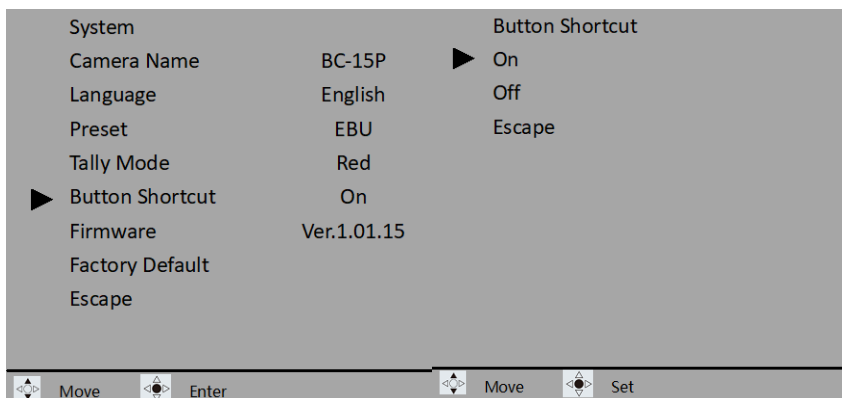 System
Camera Name BC-15P
Language English
Preset EBU
Tally Mode Red
Button Shortcut On
Firmware Ver.1.01.15
Factory Default
Escape
Move Enter
Button Shortcut
On
Off
Escape
Move Set